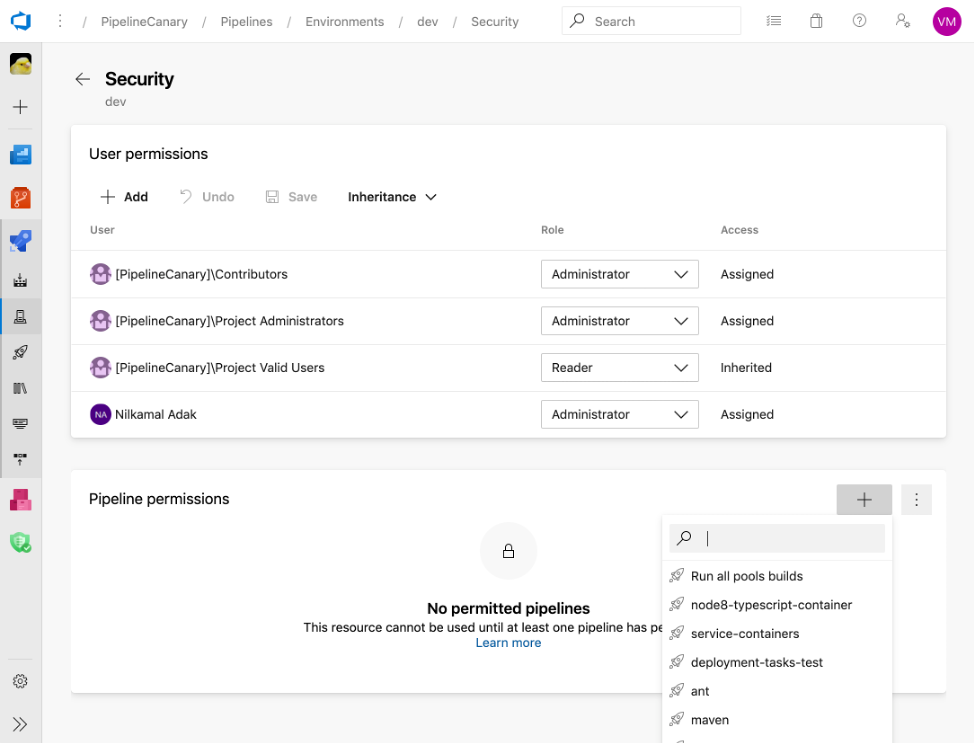 / PipelineCanary / Pipelines / Environments / dev / Security
Search
VM
Security
dev
User permissions
Add Undo Save Inheritance
User Role Access
[PipelineCanary]\Contributors Administrator Assigned
[PipelineCanary]\Project Administrators Administrator Assigned
[PipelineCanary]\Project Valid Users Reader Inherited
NA Nilkamal Adak Administrator Assigned
Pipeline permissions
No permitted pipelines
This resource cannot be used until at least one pipeline has
Learn more
Run all pools builds
node8-typescript-container
service-containers
deployment-tasks-test
ant
maven